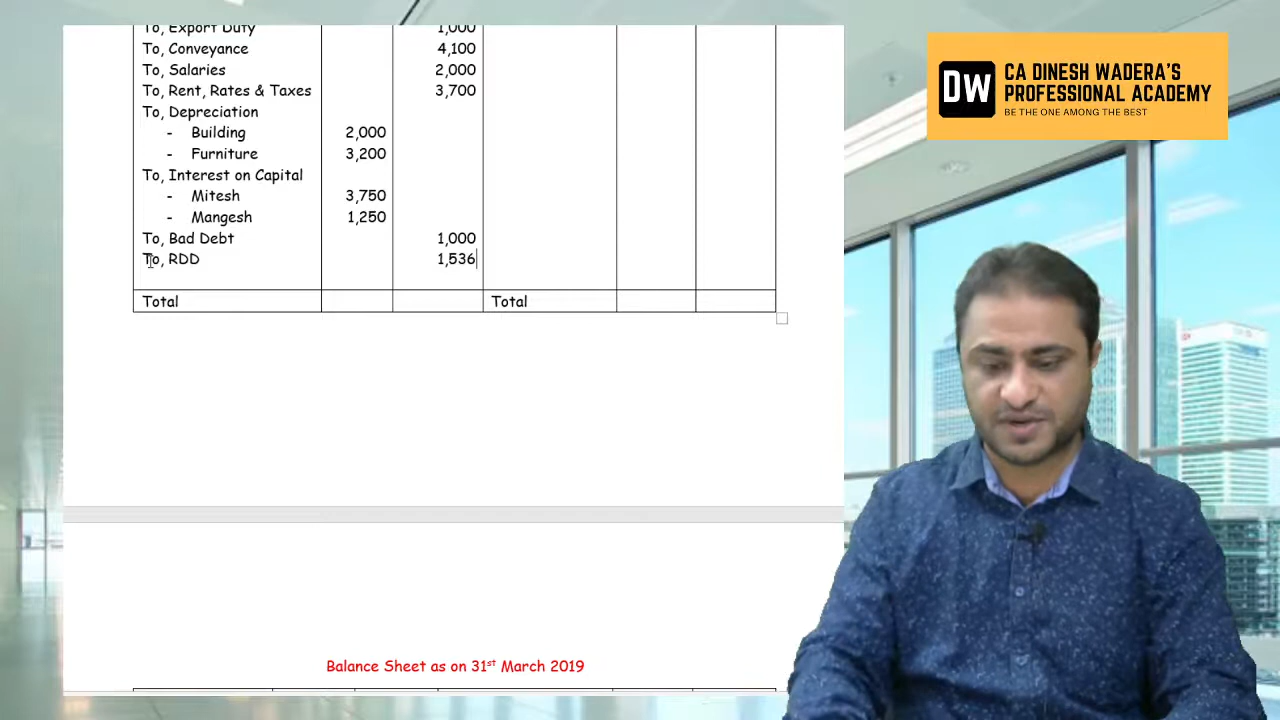 To, Export Duty 1,000
To, Conveyance 4,100
To, Salaries 2,000
To, Rent, Rates & Taxes 3,700
To, Depreciation
- Building 2,000
- Furniture 3,200
To, Interest on Capital
- Mitesh 3,750
- Mangesh 1,250
To, Bad Debt 1,000
To, RDD 1,536
Total Total
Balance Sheet as on 31st March 2019
DW
CA DINESH WADERA'S
PROFESSIONAL ACADEMY
BE THE ONE AMONG THE BEST